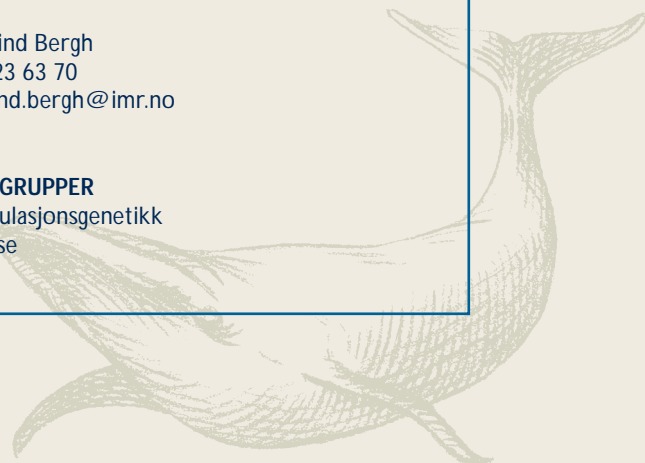 ind Bergh
23 63 70
nd.bergh@imr.no
GRUPPER
ulasjonsgenetikk
se